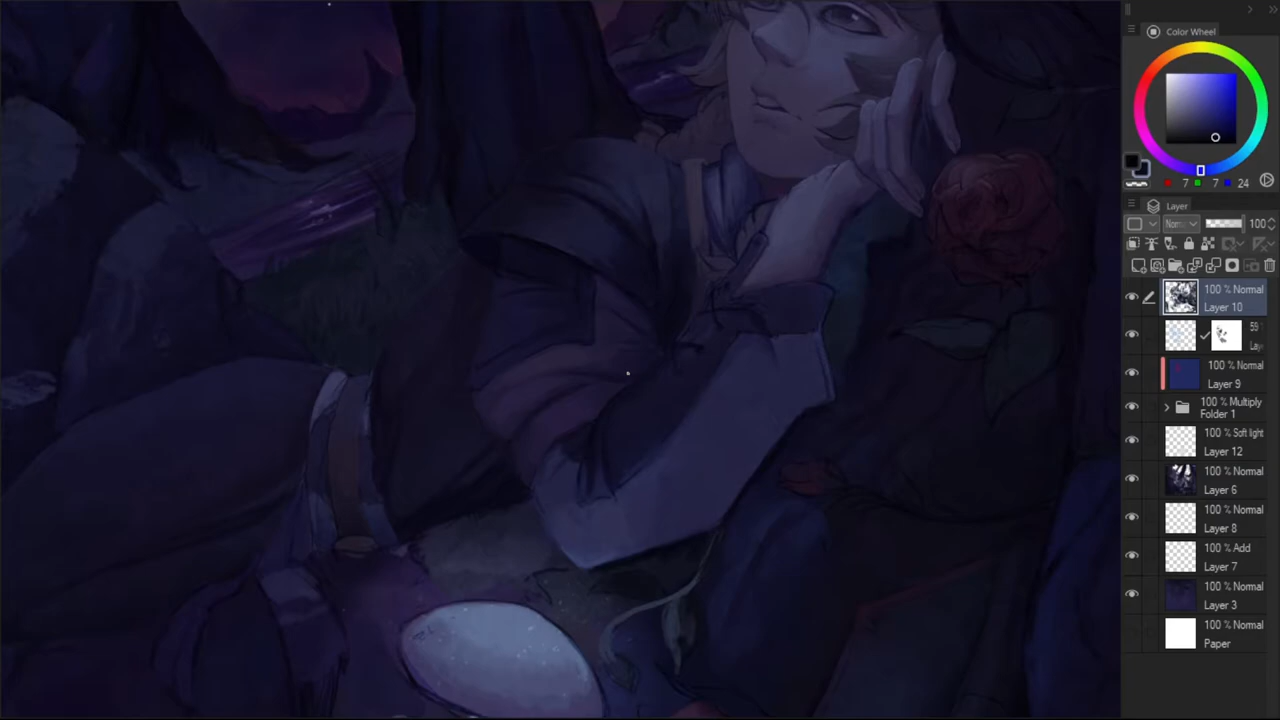 Color Wheel
7 7 24
Layer
100
100 % Normal
Layer 10
59
100 % Normal
Layer 9
100 % Multiply
Folder 1
100 % Soft light
Layer 12
100 % Normal
Layer 6
100 % Normal
Layer 8
100 % Add
Layer 7
100 % Normal
Layer 3
100 % Normal
Paper